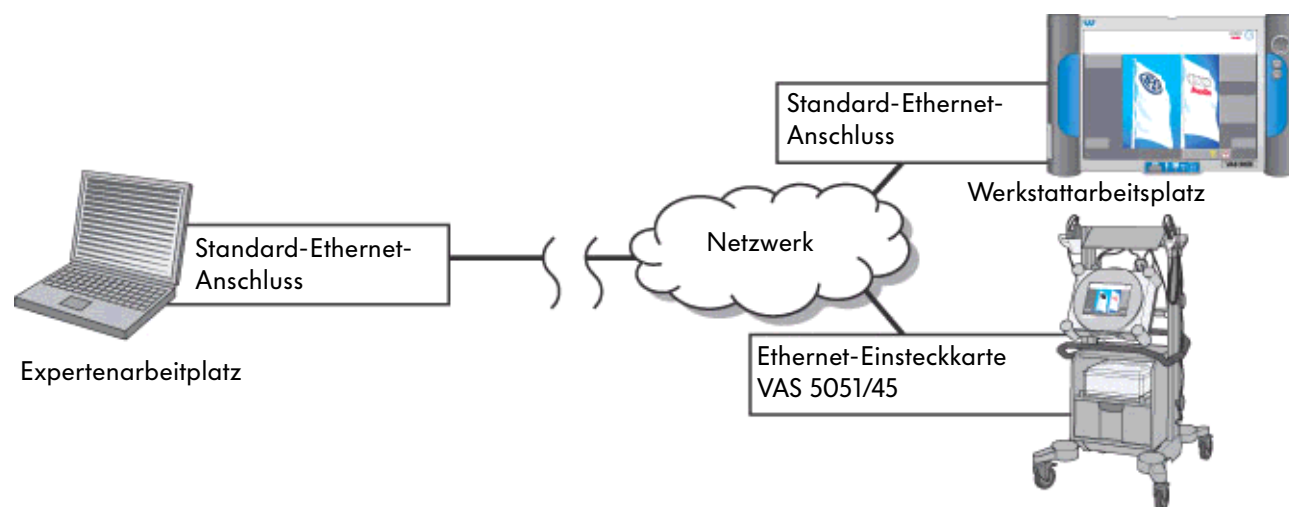 Standard-Ethernet-
Anschluss
Werkstattarbeitsplatz
Standard-Ethernet-
Anschluss
Netzwerk
Expertenarbeitplatz
Ethernet-Einsteckkarte
VAS 5051/45